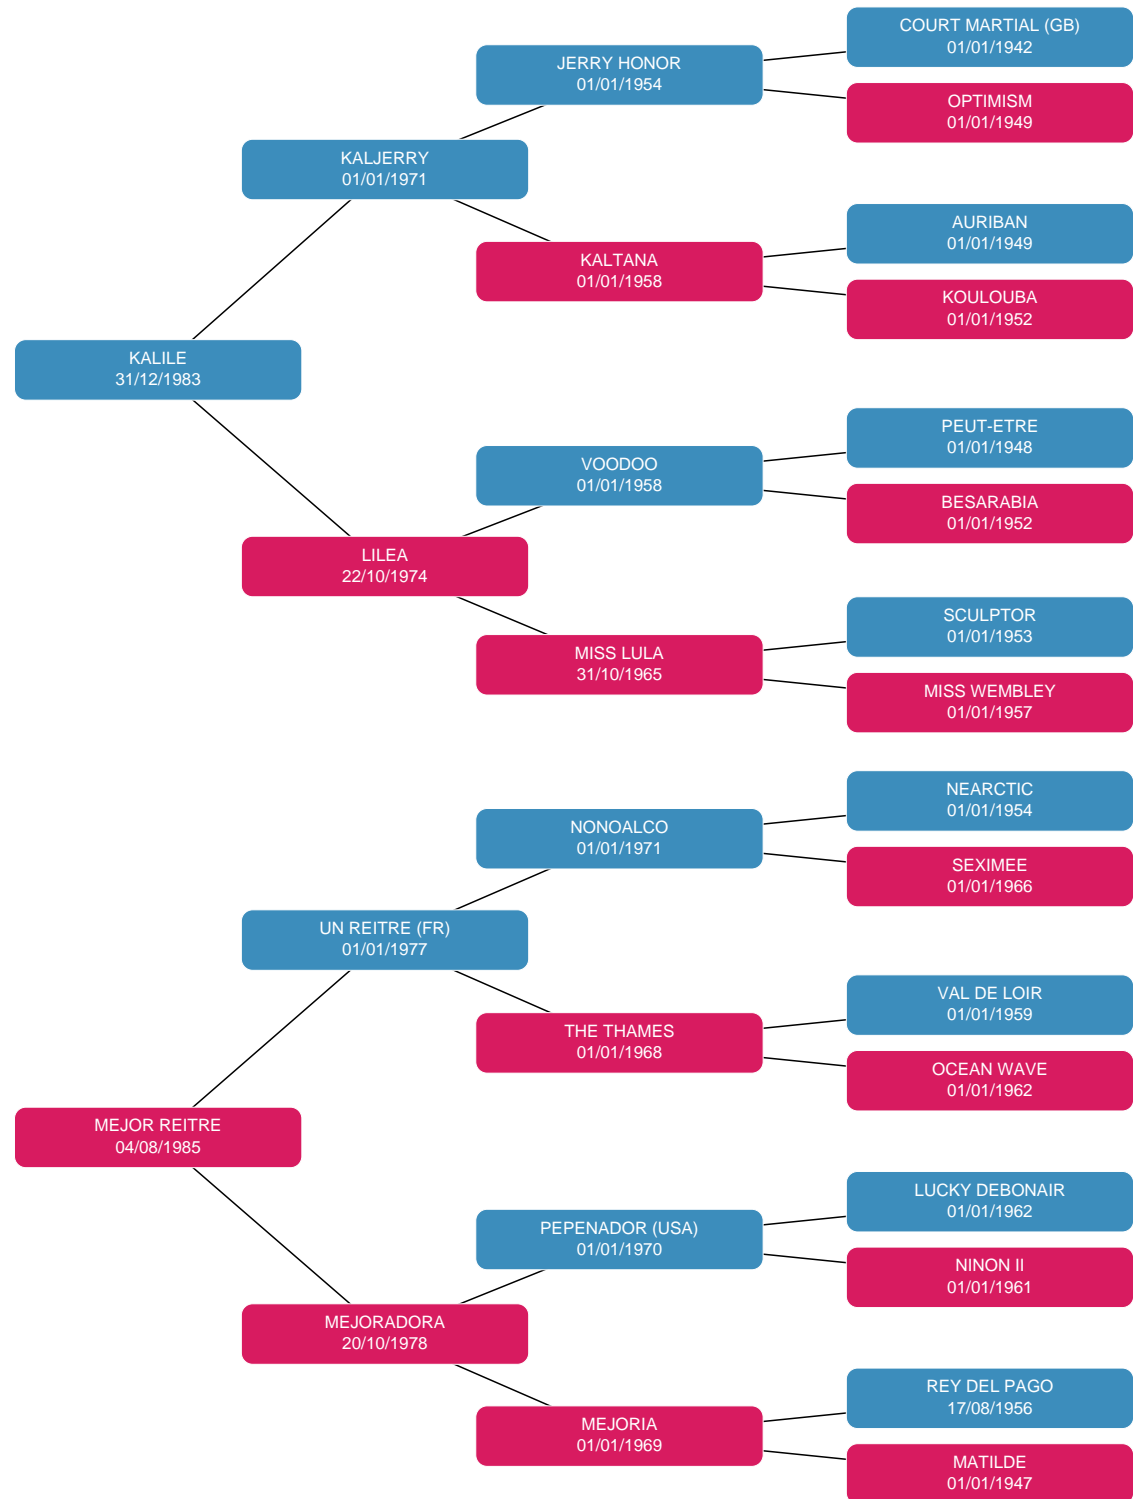 COURT MARTIAL (GB)
01/01/1942
JERRY HONOR
01/01/1954
OPTIMISM
01/01/1949
KALJERRY
01/01/1971
AURIBAN
01/01/1949
KALTANA
01/01/1958
KOULOUBA
01/01/1952
KALILE
31/12/1983
PEUT-ETRE
01/01/1948
VOODOO
01/01/1958
BESARABIA
01/01/1952
LILEA
22/10/1974
SCULPTOR
01/01/1953
MISS LULA
31/10/1965
MISS WEMBLEY
01/01/1957
NEARCTIC
01/01/1954
NONOALCO
01/01/1971
SEXIMEE
01/01/1966
UN REITRE (FR)
01/01/1977
VAL DE LOIR
01/01/1959
THE THAMES
01/01/1968
OCEAN WAVE
01/01/1962
MEJOR REITRE
04/08/1985
LUCKY DEBONAIR
01/01/1962
PEPENADOR (USA)
01/01/1970
NINON II
01/01/1961
MEJORADORA
20/10/1978
REY DEL PAGO
17/08/1956
MEJORIA
01/01/1969
MATILDE
01/01/1947